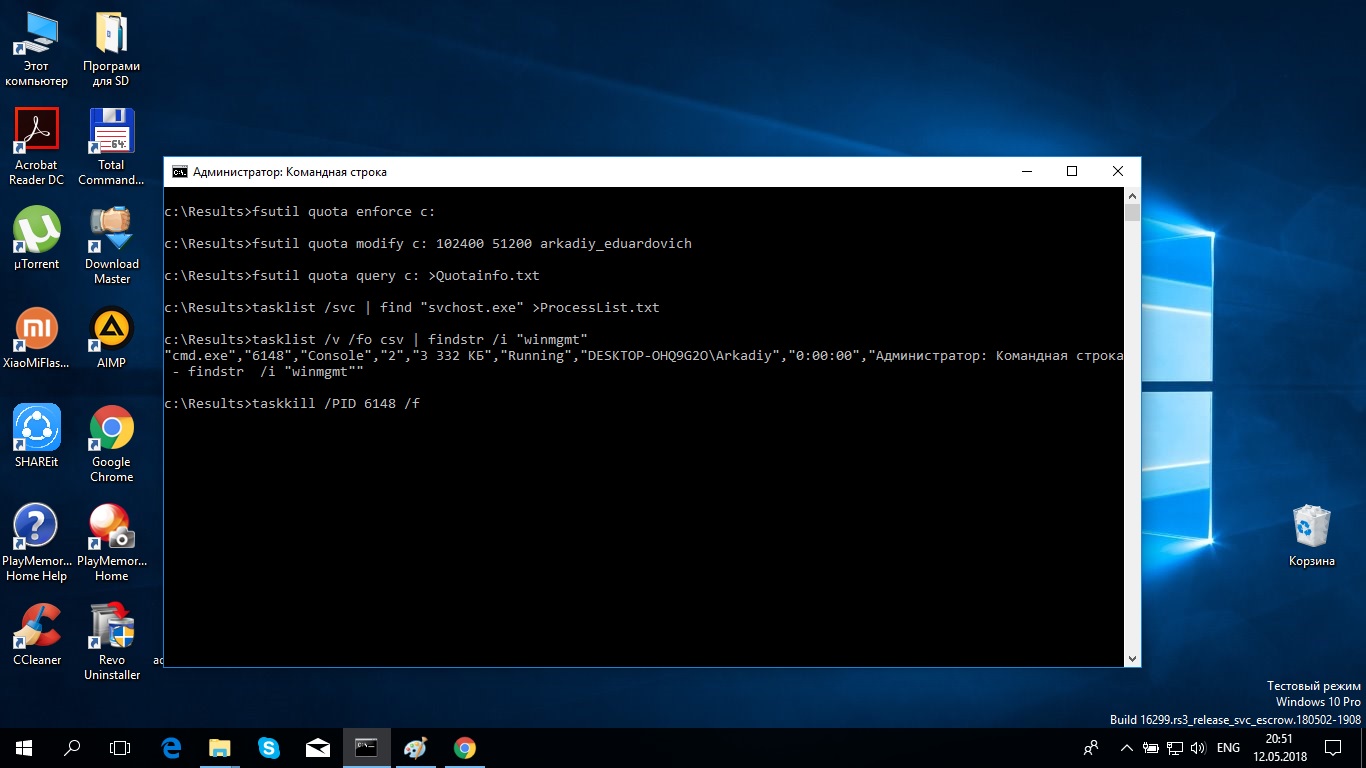 Этот
компьютер
Програми
для SD
Acrobat
Reader DC
Total
Command...
64:
µTorrent
Download
Master
XiaoMiFlas...
AIMP
SHAREit
Google
Chrome
PlayMemor...
Home Help
PlayMemor...
Home
CCleaner
Revo
Uninstaller
ac
Корзина
Администратор: Командная строка
c:\Results>fsutil quota enforce c:
c:\Results>fsutil quota modify c: 102400 51200 arkadiy_eduardovich
c:\Results>fsutil quota query c: >Quotainfo.txt
c:\Results>tasklist /svc | find "svchost.exe" >ProcessList.txt
c:\Results>tasklist /v /fo csv | findstr /i "winmgmt"
"cmd.exe","6148","Console","2","3 332 КБ","Running","DESKTOP-OHQ9G2O\Arkadiy","0:00:00","Администратор: Командная строка
 - findstr  /i "winmgmt""
c:\Results>taskkill /PID 6148 /f
Тестовый режим
Windows 10 Pro
Build 16299.rs3_release_svc_escrow.180502-1908
ENG
20:51
12.05.2018